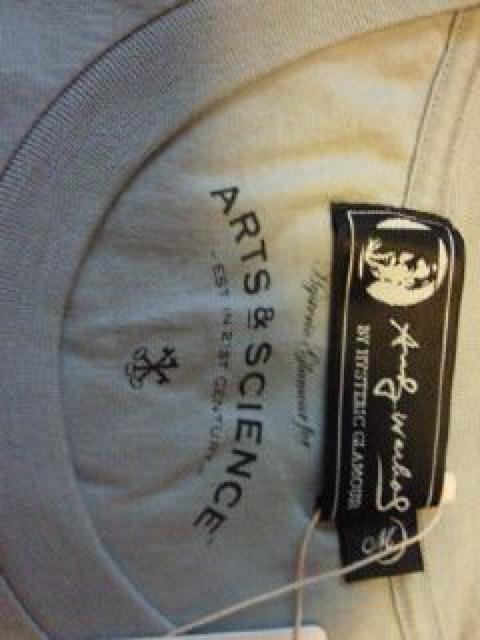 Andy Warhol
BY HYSTERIC GLAMOUR
Hysteric Glamour for
ARTS & SCIENCE
-EST IN 21ST CENTURY-